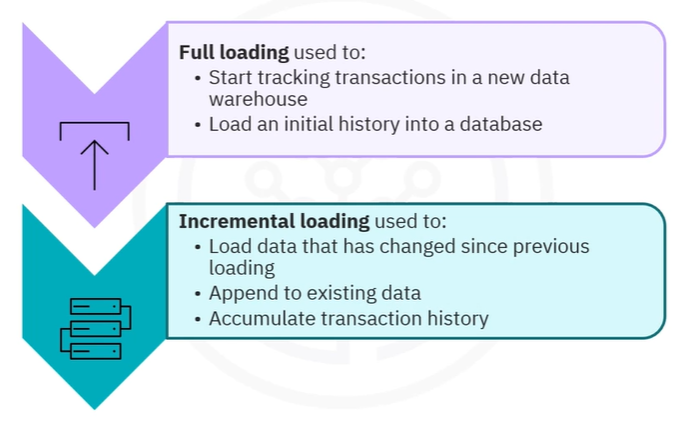 Full loading used to:
• Start tracking transactions in a new data
warehouse
• Load an initial history into a database
Incremental loading used to:
• Load data that has changed since previous
loading
• Append to existing data
• Accumulate transaction history